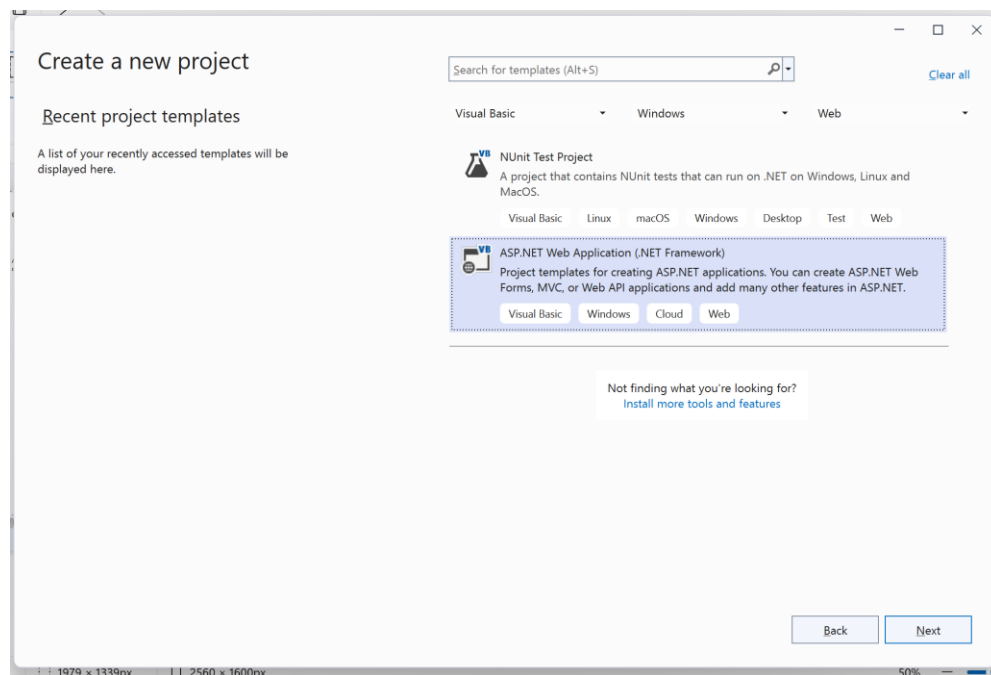 Create a new project
Search for templates (Alt+S)
Clear all
Recent project templates
A list of your recently accessed templates will be
displayed here.
Visual Basic Windows Web
VB
NUnit Test Project
A project that contains NUnit tests that can run on .NET on Windows, Linux and
MacOS.
Visual Basic Linux macOS Windows Desktop Test Web
VB
ASP.NET Web Application (.NET Framework)
Project templates for creating ASP.NET applications. You can create ASP.NET Web
Forms, MVC, or Web API applications and add many other features in ASP.NET.
Visual Basic Windows Cloud Web
Not finding what you're looking for?
Install more tools and features
Back Next
1979 × 1339px 2560 × 1600px 50%